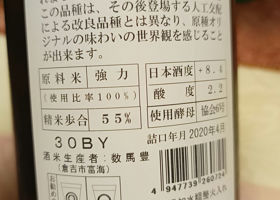 この品種は、その後登場する人工交配
による改良品種とは異なり、原種オリ
ジナルの味わいの世界観を感じること
が出来ます。
原料米 強力
(使用比率100%)
精米歩合 55%
日本酒度 +8.4
酸度 2.2
使用酵母 協会6号
30BY 詰口年月 2020年4月
酒米生産者：数馬豊
(倉吉市富海)
4 947739 260724